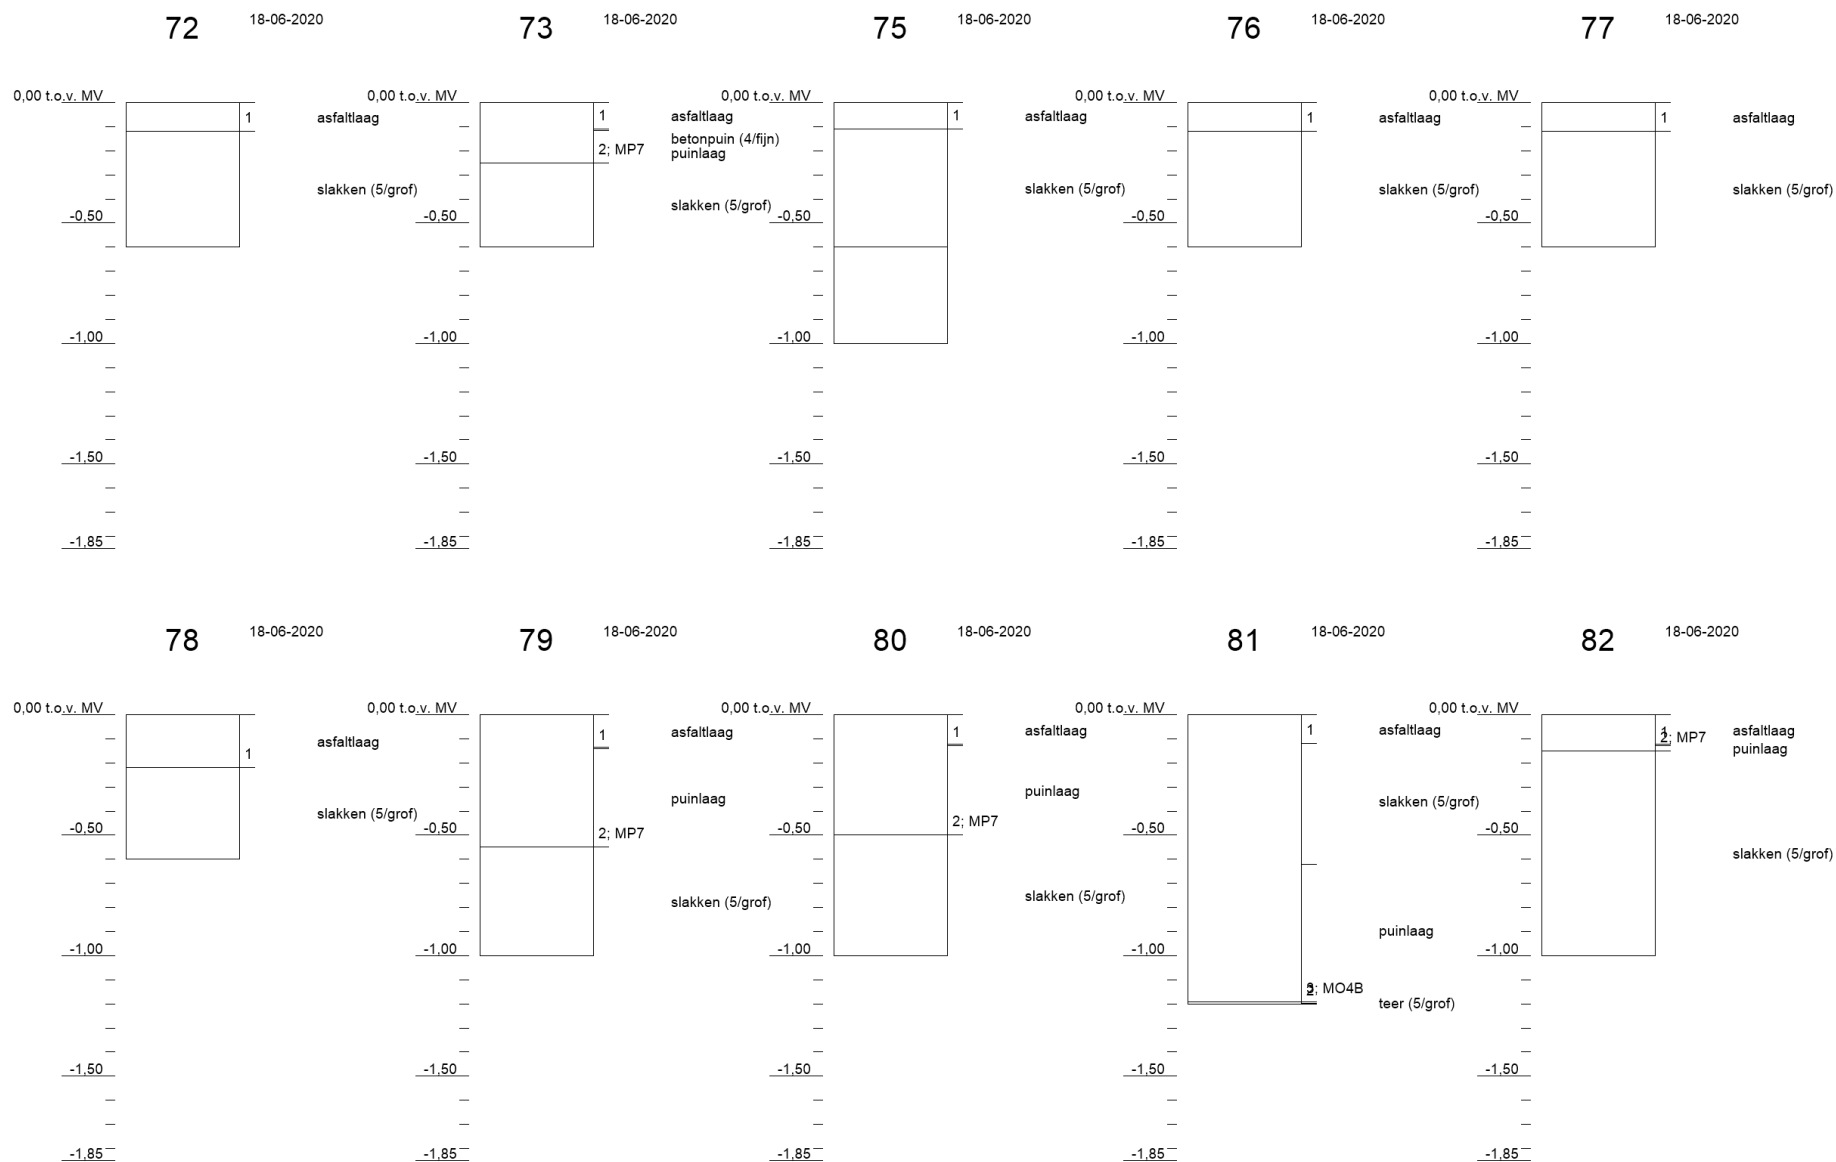 72 18-06-2020
0,00 t.o.v. MV
1
asfaltlaag
slakken (5/grof)
-0,50
-1,00
-1,50
-1,85
73 18-06-2020
0,00 t.o.v. MV
1
asfaltlaag
betonpuin (4/fijn)
2; MP7
puinlaag
slakken (5/grof)
-0,50
-1,00
-1,50
-1,85
75 18-06-2020
0,00 t.o.v. MV
1
asfaltlaag
slakken (5/grof)
-0,50
-1,00
-1,50
-1,85
76 18-06-2020
0,00 t.o.v. MV
1
asfaltlaag
slakken (5/grof)
-0,50
-1,00
-1,50
-1,85
77 18-06-2020
0,00 t.o.v. MV
1
asfaltlaag
slakken (5/grof)
-0,50
-1,00
-1,50
-1,85
78 18-06-2020
0,00 t.o.v. MV
asfaltlaag
1
slakken (5/grof)
-0,50
-1,00
-1,50
-1,85
79 18-06-2020
0,00 t.o.v. MV
1
asfaltlaag
puinlaag
-0,50
2; MP7
slakken (5/grof)
-1,00
-1,50
-1,85
80 18-06-2020
0,00 t.o.v. MV
1
asfaltlaag
puinlaag
2; MP7
-0,50
slakken (5/grof)
-1,00
-1,50
-1,85
81 18-06-2020
0,00 t.o.v. MV
1
asfaltlaag
slakken (5/grof)
-0,50
puinlaag
-1,00
MO4B
teer (5/grof)
-1,50
-1,85
82 18-06-2020
0,00 t.o.v. MV
1
asfaltlaag
2; MP7
puinlaag
-0,50
slakken (5/grof)
-1,00
-1,50
-1,85